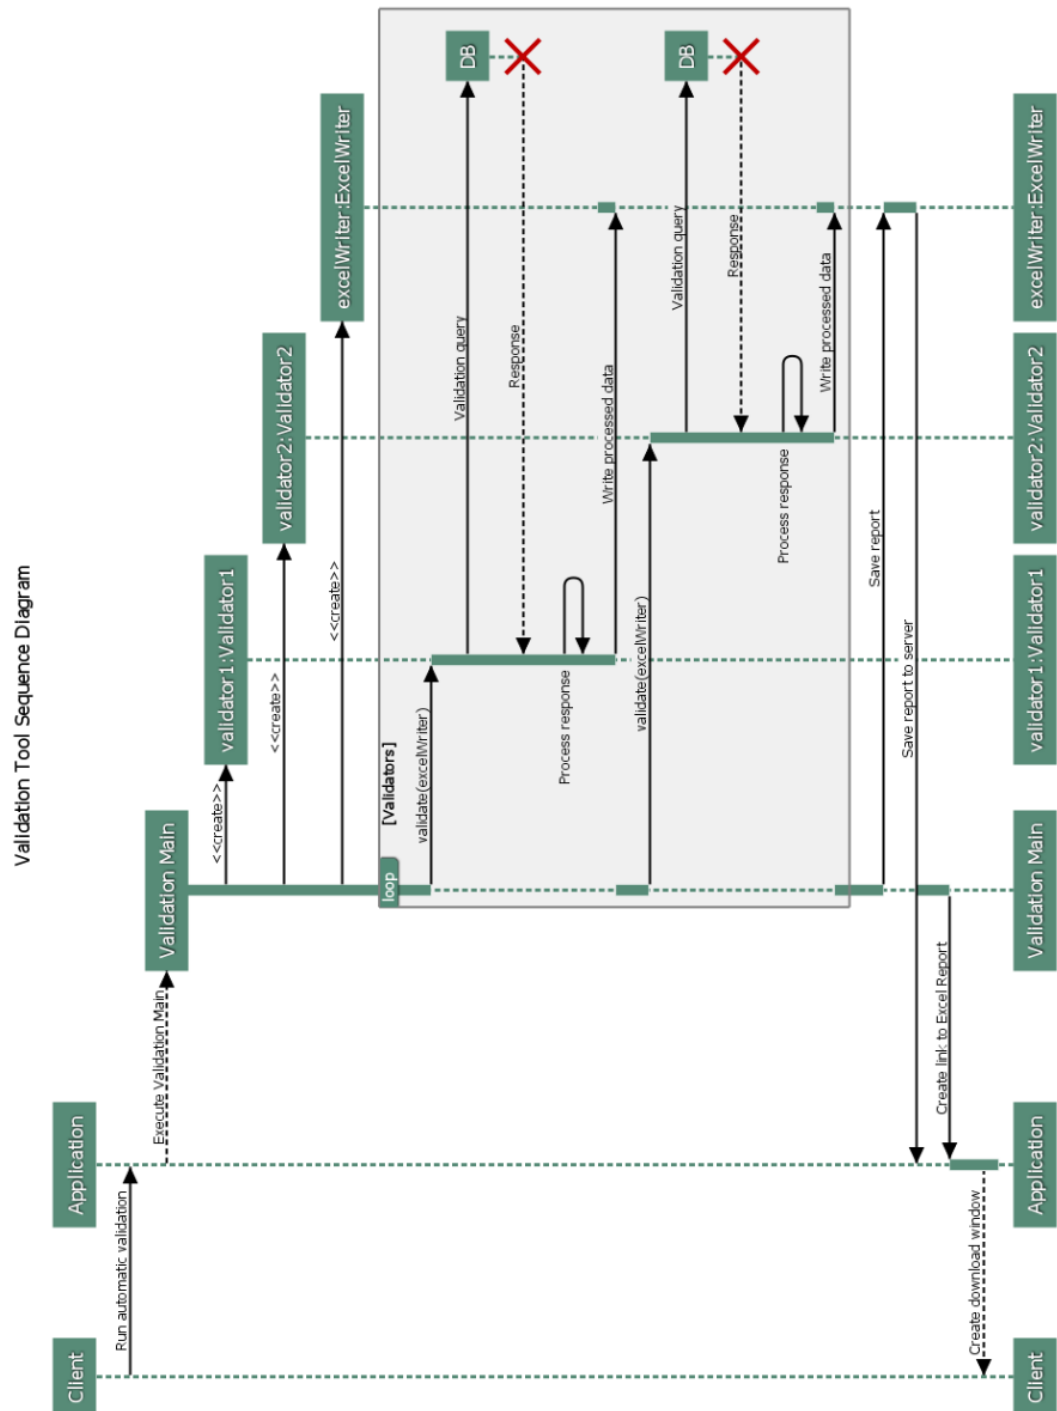 Validation Tool Sequence Diagram
Client
Application
Run automatic validation
Execute Validation Main
Validation Main
<<create>>
validator1:Validator1
<<create>>
validator2:Validator2
<<create>>
excelWriter:ExcelWriter
loop
[Validators]
validate(excelWriter)
Validation query
DB
Response
Process response
Write processed data
validate(excelWriter)
Validation query
DB
Response
Process response
Write processed data
Save report
Save report to server
Create link to Excel Report
Create download window
Client
Application
Validation Main
validator1:Validator1
validator2:Validator2
excelWriter:ExcelWriter